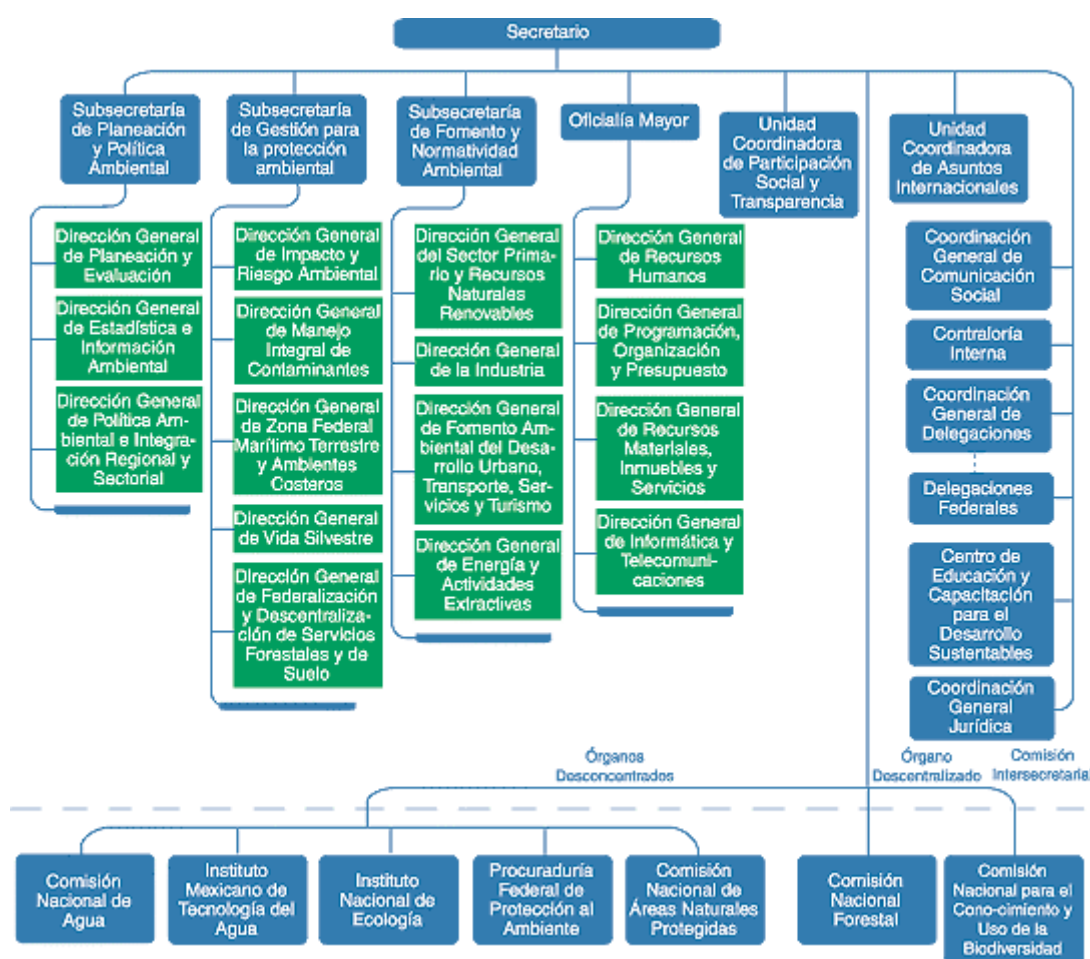 Secretario
Subsecretaría
de Planeación
y Política
Ambiental
Subsecretaría
de Gestión para
la protección
ambiental
Subsecretaría
de Fomento y
Normatividad
Ambiental
Oficialía Mayor
Unidad
Coordinadora
de Participación
Social y
Transparencia
Unidad
Coordinadora
de Asuntos
Internacionales
Dirección General
de Planeación y
Evaluación
Dirección General
de Estadística e
Información
Ambiental
Dirección General
de Política Am-
biental e Integra-
ción Regional y
Sectorial
Dirección General
de Impacto y
Riesgo Ambiental
Dirección General
de Manejo
Integral de
Contaminantes
Dirección General
de Zona Federal
Marítimo Terrestre
y Ambientes
Costeros
Dirección General
de Vida Silvestre
Dirección General
de Federalización
y Descentraliza-
ción de Servicios
Forestales y de
Suelo
Dirección General
del Sector Prima-
rio y Recursos
Naturales
Renovables
Dirección General
de la Industria
Dirección General
de Fomento Am-
biental del Desa-
rrollo Urbano,
Transporte, Ser-
vicios y Turismo
Dirección General
de Energía y
Actividades
Extractivas
Dirección General
de Recursos
Humanos
Dirección General
de Programación,
Organización
y Presupuesto
Dirección General
de Recursos
Materiales,
Inmuebles y
Servicios
Dirección General
de Informática y
Telecomuni-
caciones
Coordinación
General de
Comunicación
Social
Contraloría
Interna
Coordinación
General de
Delegaciones
Delegaciones
Federales
Centro de
Educación y
Capacitación
para el
Desarrollo
Sustentables
Coordinación
General
Jurídica
Órganos
Desconcentrados
Órgano
Descentralizado
Comisión
Intersecretaria
Comisión
Nacional de
Agua
Instituto
Mexicano de
Tecnología del
Agua
Instituto
Nacional de
Ecología
Procuraduría
Federal de
Protección al
Ambiente
Comisión
Nacional de
Áreas Naturales
Protegidas
Comisión
Nacional
Forestal
Comisión
Nacional para el
Cono-cimiento y
Uso de la
Biodiversidad